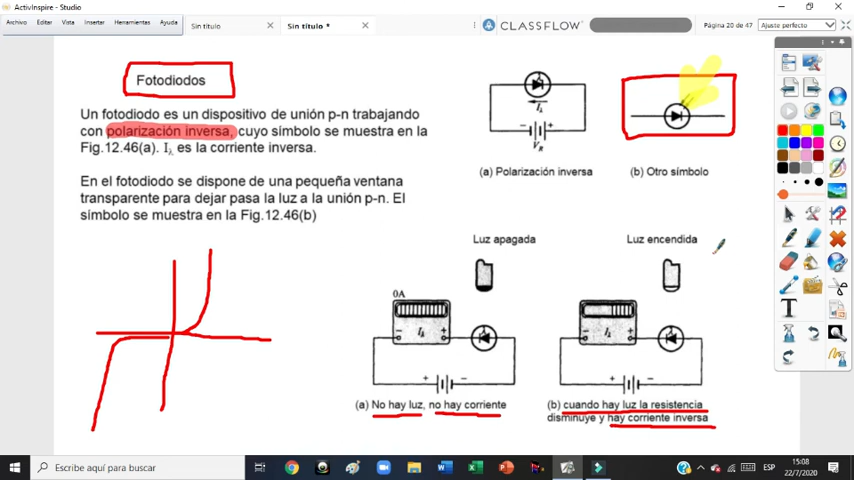 ActivInspire - Studio
Archivo Editar Vista Insertar Herramientas Ayuda
Sin título
Sin título *
CLASSFLOW
Página 20 de 47
Ajuste perfecto
Fotodiodos
Un fotodiodo es un dispositivo de unión p-n trabajando
con polarización inversa, cuyo símbolo se muestra en la
Fig.12.46(a). Iλ es la corriente inversa.
En el fotodiodo se dispone de una pequeña ventana
transparente para dejar pasa la luz a la unión p-n. El
símbolo se muestra en la Fig.12.46(b)
Iλ
− +
VR
(a) Polarización inversa
(b) Otro símbolo
Luz apagada
Luz encendida
0A
− Iλ +
− Iλ +
+ −
+ −
(a) No hay luz, no hay corriente
(b) cuando hay luz la resistencia
disminuye y hay corriente inversa
T
Escribe aquí para buscar
ESP
15:08
22/7/2020